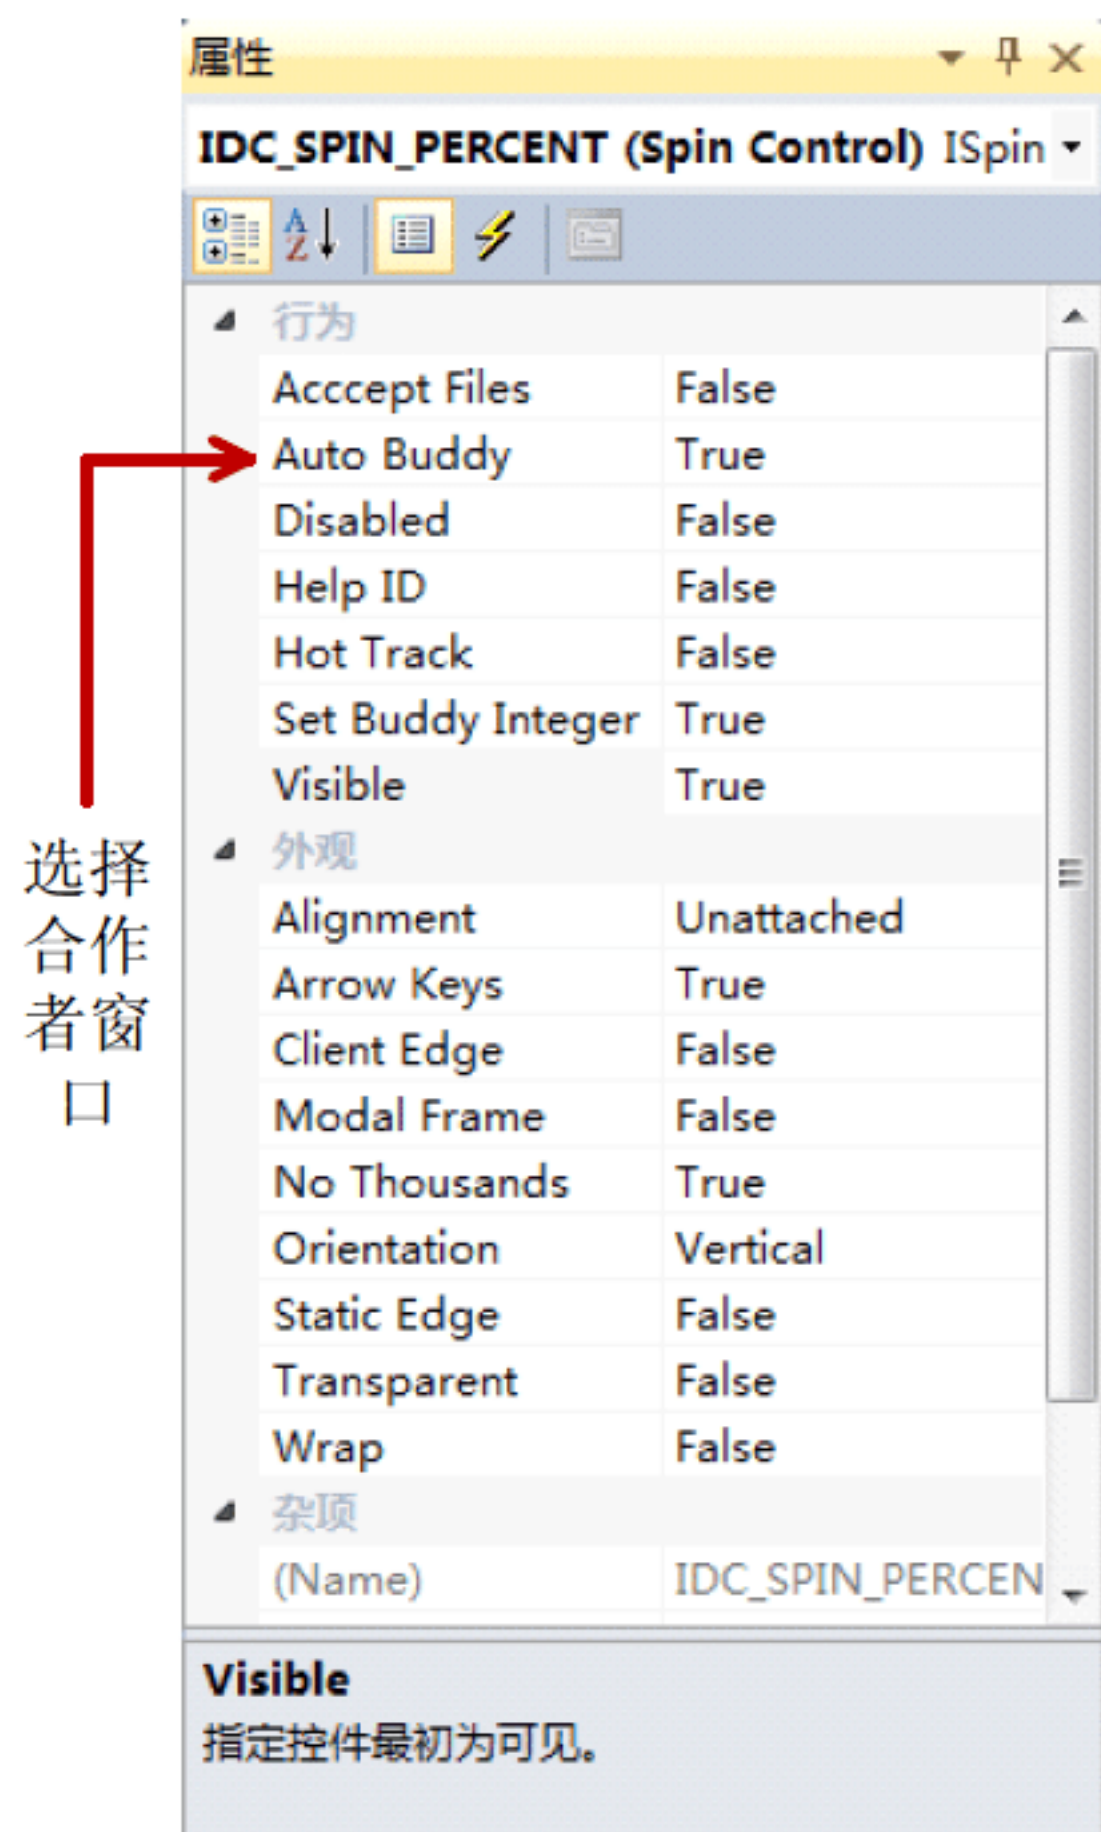 属性
IDC_SPIN_PERCENT (Spin Control) ISpin
行为
Acccept Files False
Auto Buddy True
Disabled False
Help ID False
Hot Track False
Set Buddy Integer True
Visible True
外观
Alignment Unattached
Arrow Keys True
Client Edge False
Modal Frame False
No Thousands True
Orientation Vertical
Static Edge False
Transparent False
Wrap False
杂项
(Name) IDC_SPIN_PERCEN
Visible
指定控件最初为可见。
选择
合作
者窗
口